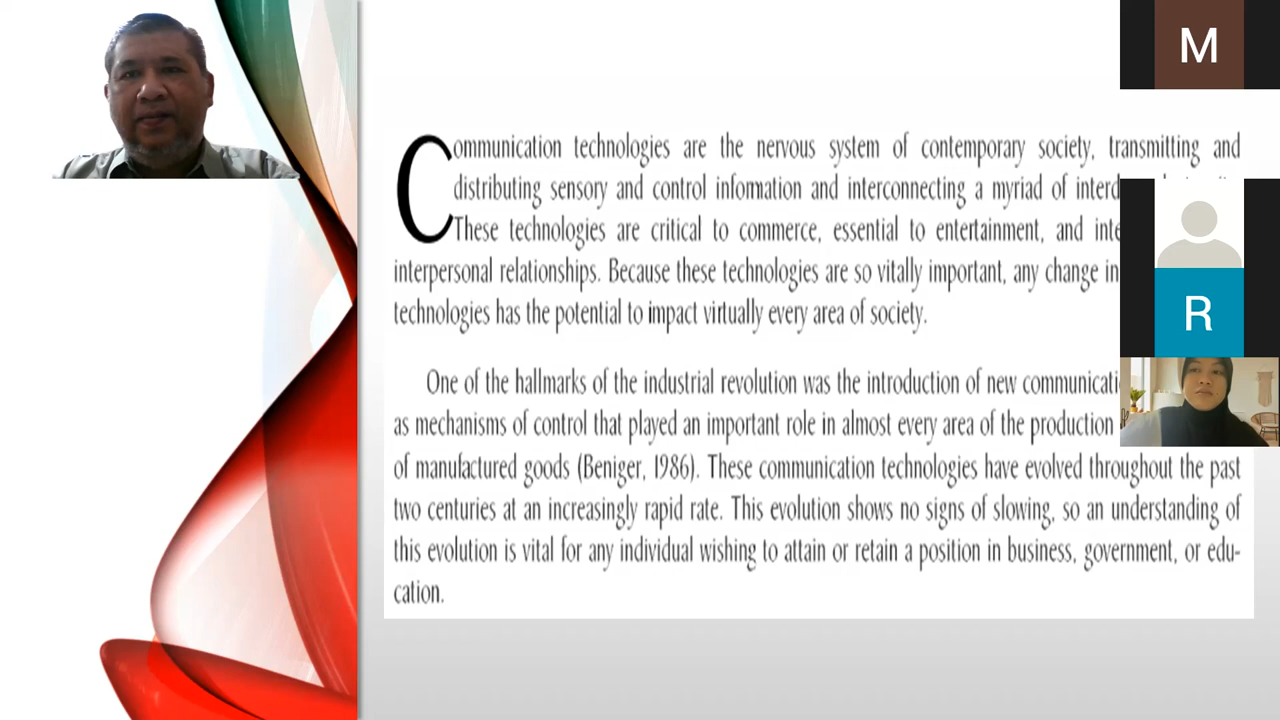 M
Communication technologies are the nervous system of contemporary society, transmitting and
distributing sensory and control information and interconnecting a myriad of
These technologies are critical to commerce, essential to entertainment, and
interpersonal relationships. Because these technologies are so vitally important, any change in
technologies has the potential to impact virtually every area of society.
R
One of the hallmarks of the industrial revolution was the introduction of new
as mechanisms of control that played an important role in almost every area of the production
of manufactured goods (Beniger, 1986). These communication technologies have evolved throughout the past
two centuries at an increasingly rapid rate. This evolution shows no signs of slowing, so an understanding of
this evolution is vital for any individual wishing to attain or retain a position in business, government, or edu-
cation.